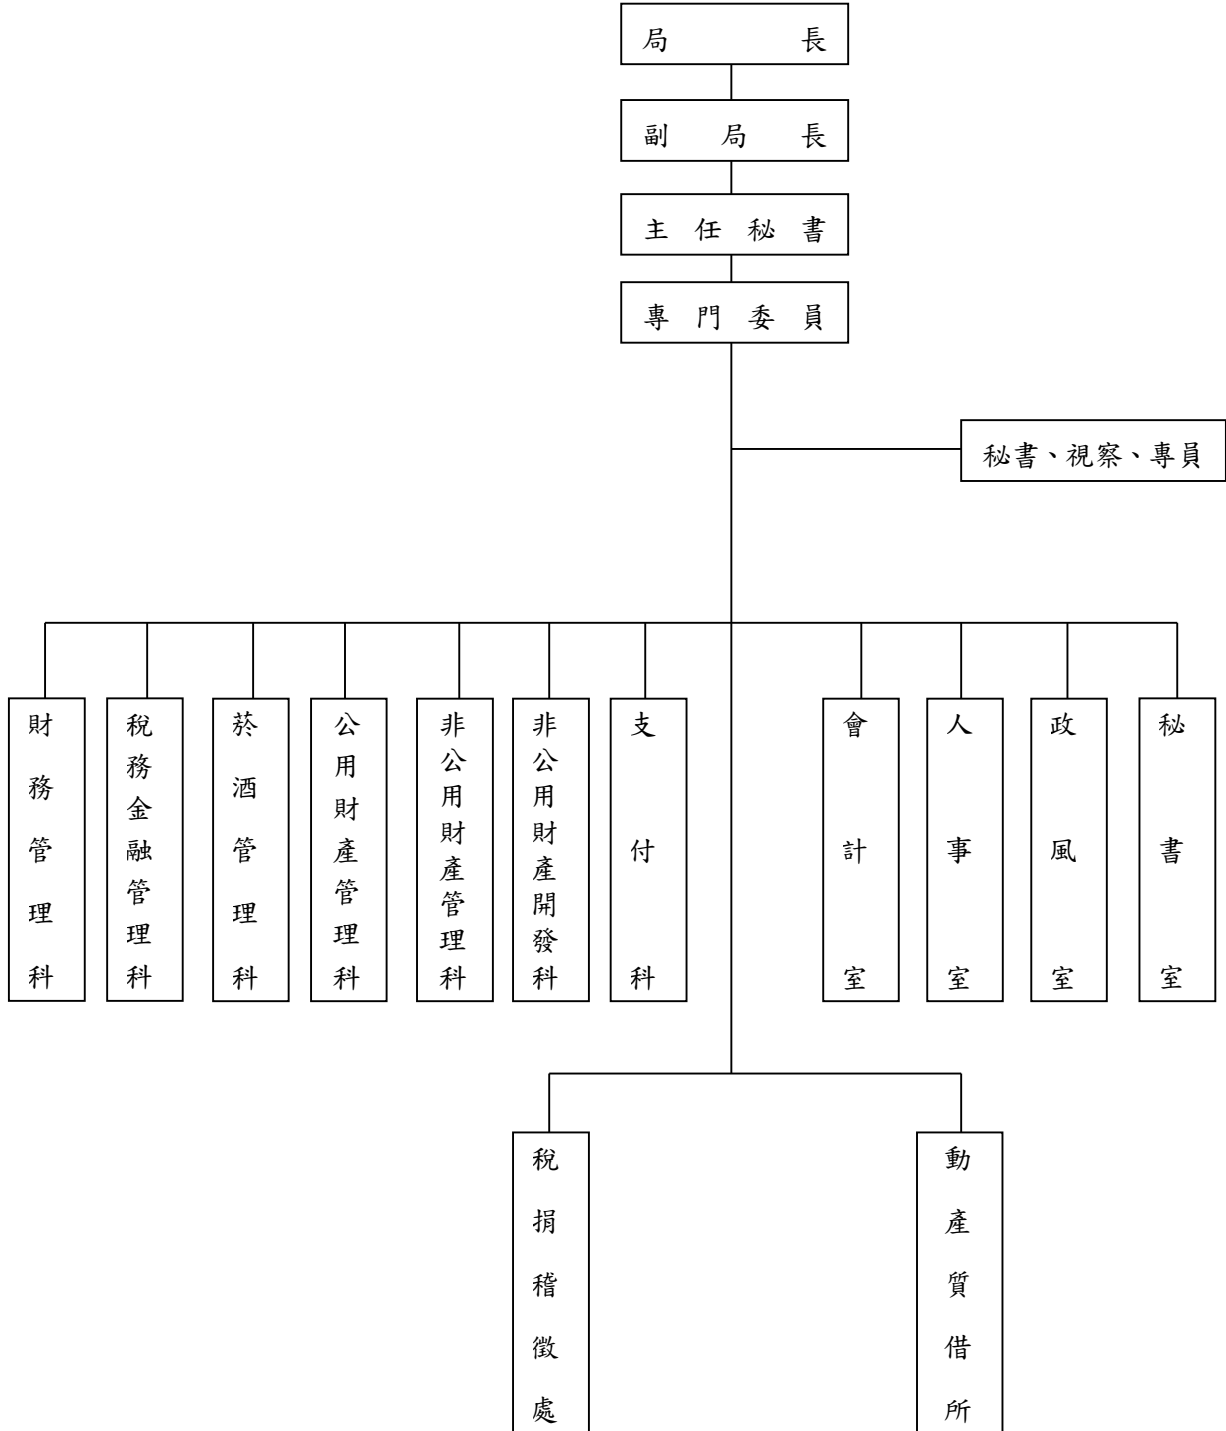 局長
副局長
主任秘書
專門委員
秘書、視察、專員
財務管理科
稅務金融管理科
菸酒管理科
公用財產管理科
非公用財產管理科
非公用財產開發科
支付科
會計室
人事室
政風室
秘書室
稅捐稽徵處
動產質借所